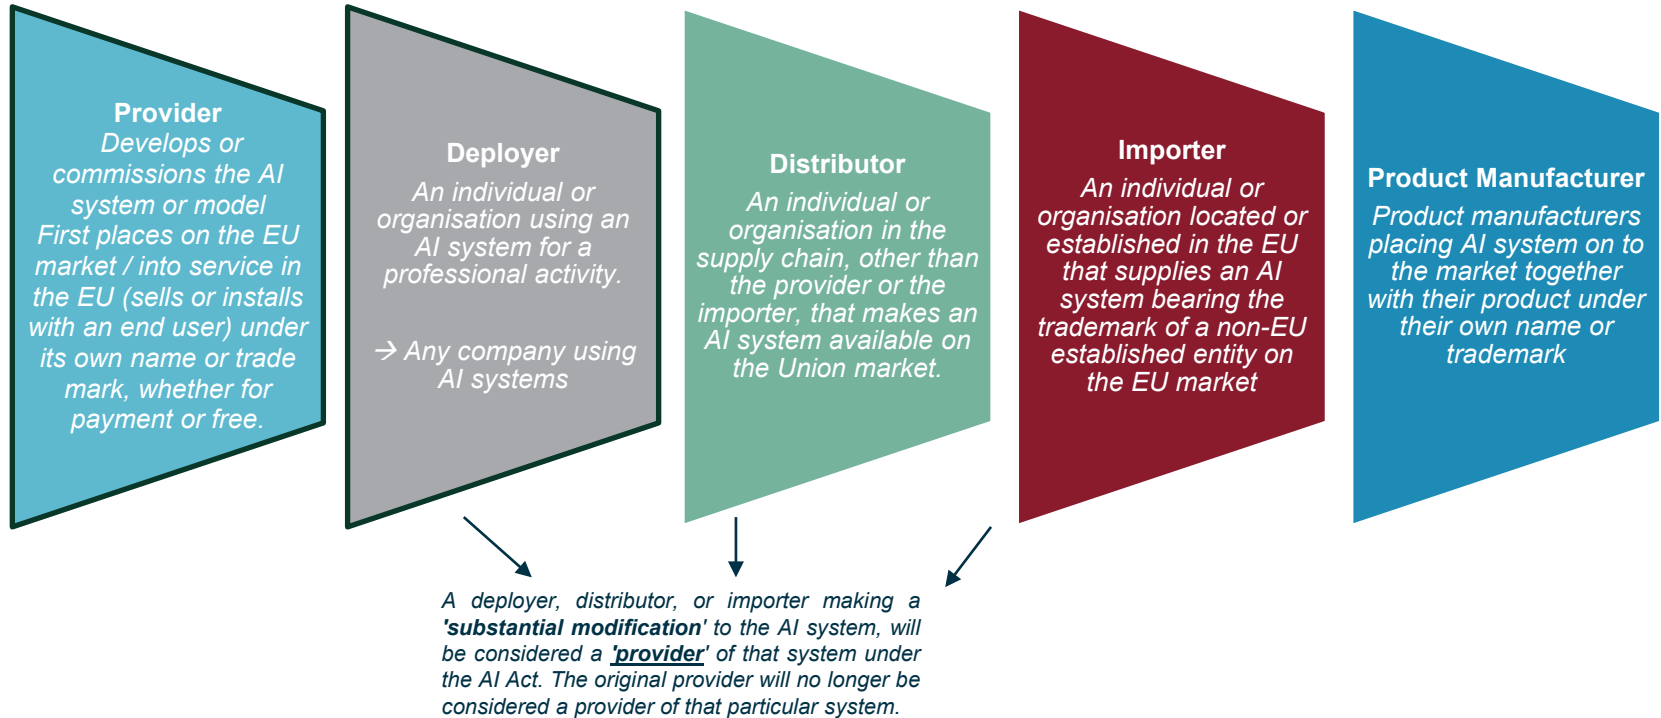 Provider
Develops or
commissions the AI
system or model
First places on the EU
market / into service in
the EU (sells or installs
with an end user) under
its own name or trade
mark, whether for
payment or free.
Deployer
An individual or
organisation using an
AI system for a
professional activity.
→ Any company using
AI systems
Distributor
An individual or
organisation in the
supply chain, other than
the provider or the
importer, that makes an
AI system available on
the Union market.
Importer
An individual or
organisation located or
established in the EU
that supplies an AI
system bearing the
trademark of a non-EU
established entity on
the EU market
Product Manufacturer
Product manufacturers
placing AI system on to
the market together
with their product under
their own name or
trademark
A deployer, distributor, or importer making a
'substantial modification' to the AI system, will
be considered a 'provider' of that system under
the AI Act. The original provider will no longer be
considered a provider of that particular system.